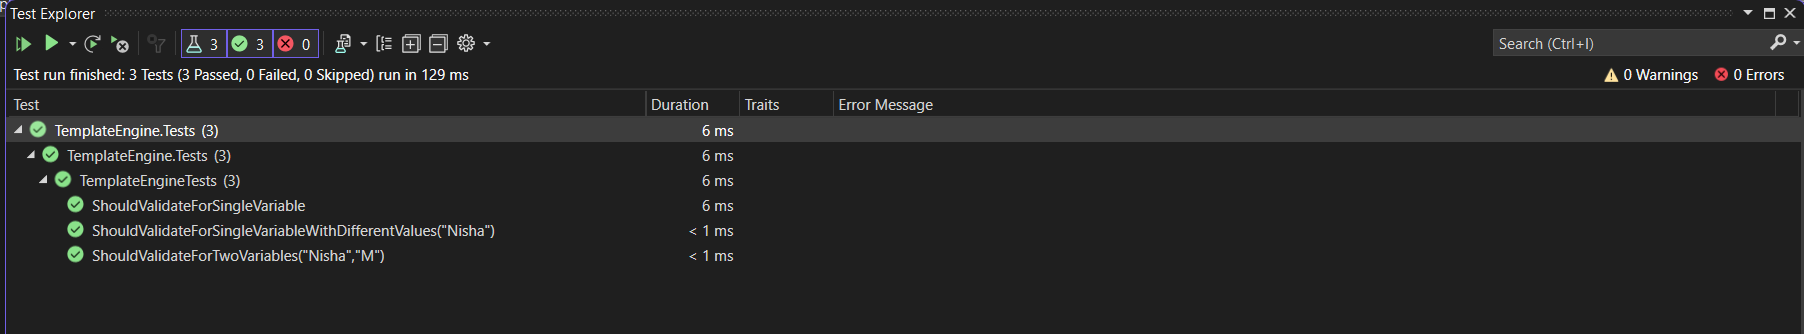 Test Explorer
3 3 0
Search (Ctrl+I)
Test run finished: 3 Tests (3 Passed, 0 Failed, 0 Skipped) run in 129 ms 0 Warnings 0 Errors
Test Duration Traits Error Message
TemplateEngine.Tests (3) 6 ms
TemplateEngine.Tests (3) 6 ms
TemplateEngineTests (3) 6 ms
ShouldValidateForSingleVariable 6 ms
ShouldValidateForSingleVariableWithDifferentValues("Nisha") < 1 ms
ShouldValidateForTwoVariables("Nisha","M") < 1 ms